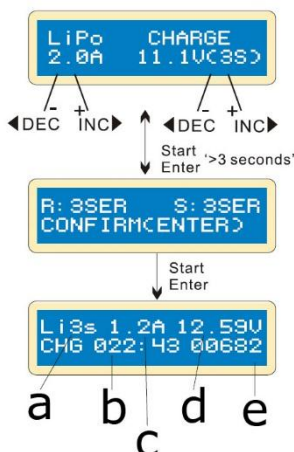 LiPo CHARGE
2.0A 11.1V(3S)
- + - +
◀DEC INC▶ ◀DEC INC▶
Start
Enter '>3 seconds'
R: 3SER S: 3SER
CONFIRM(ENTER)
Start
Enter
Li3s 1.2A 12.59V
CHG 022:43 00682
a b c d e